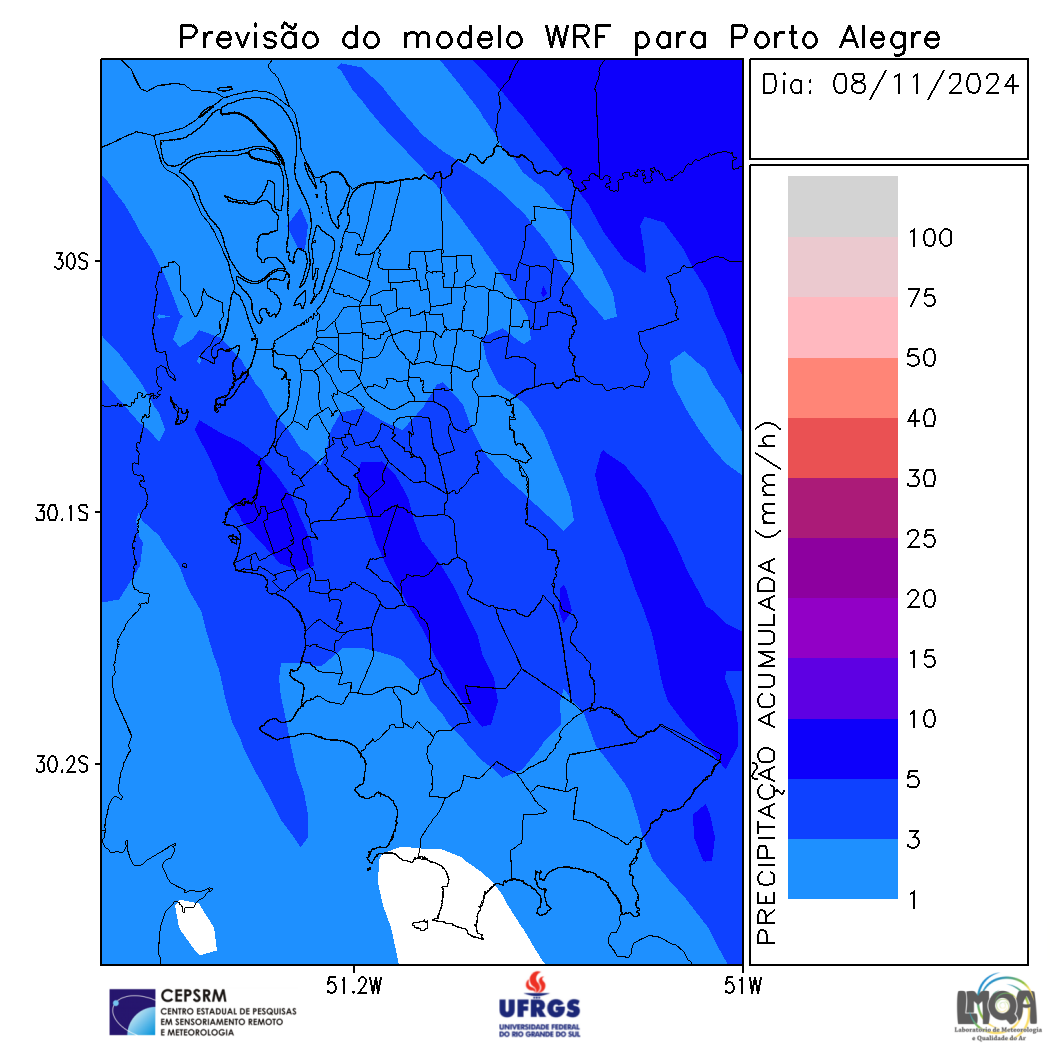 Previsão do modelo WRF para Porto Alegre
Dia: 08/11/2024
30S
30.1S
30.2S
51.2W
51W
PRECIPITAÇÃO ACUMULADA (mm/h)
100
75
50
40
30
25
20
15
10
5
3
1
CEPSRM
CENTRO ESTADUAL DE PESQUISAS
EM SENSORIAMENTO REMOTO
E METEOROLOGIA
UFRGS
UNIVERSIDADE FEDERAL
DO RIO GRANDE DO SUL
LMQA
Laboratório de Meteorologia
e Qualidade do Ar